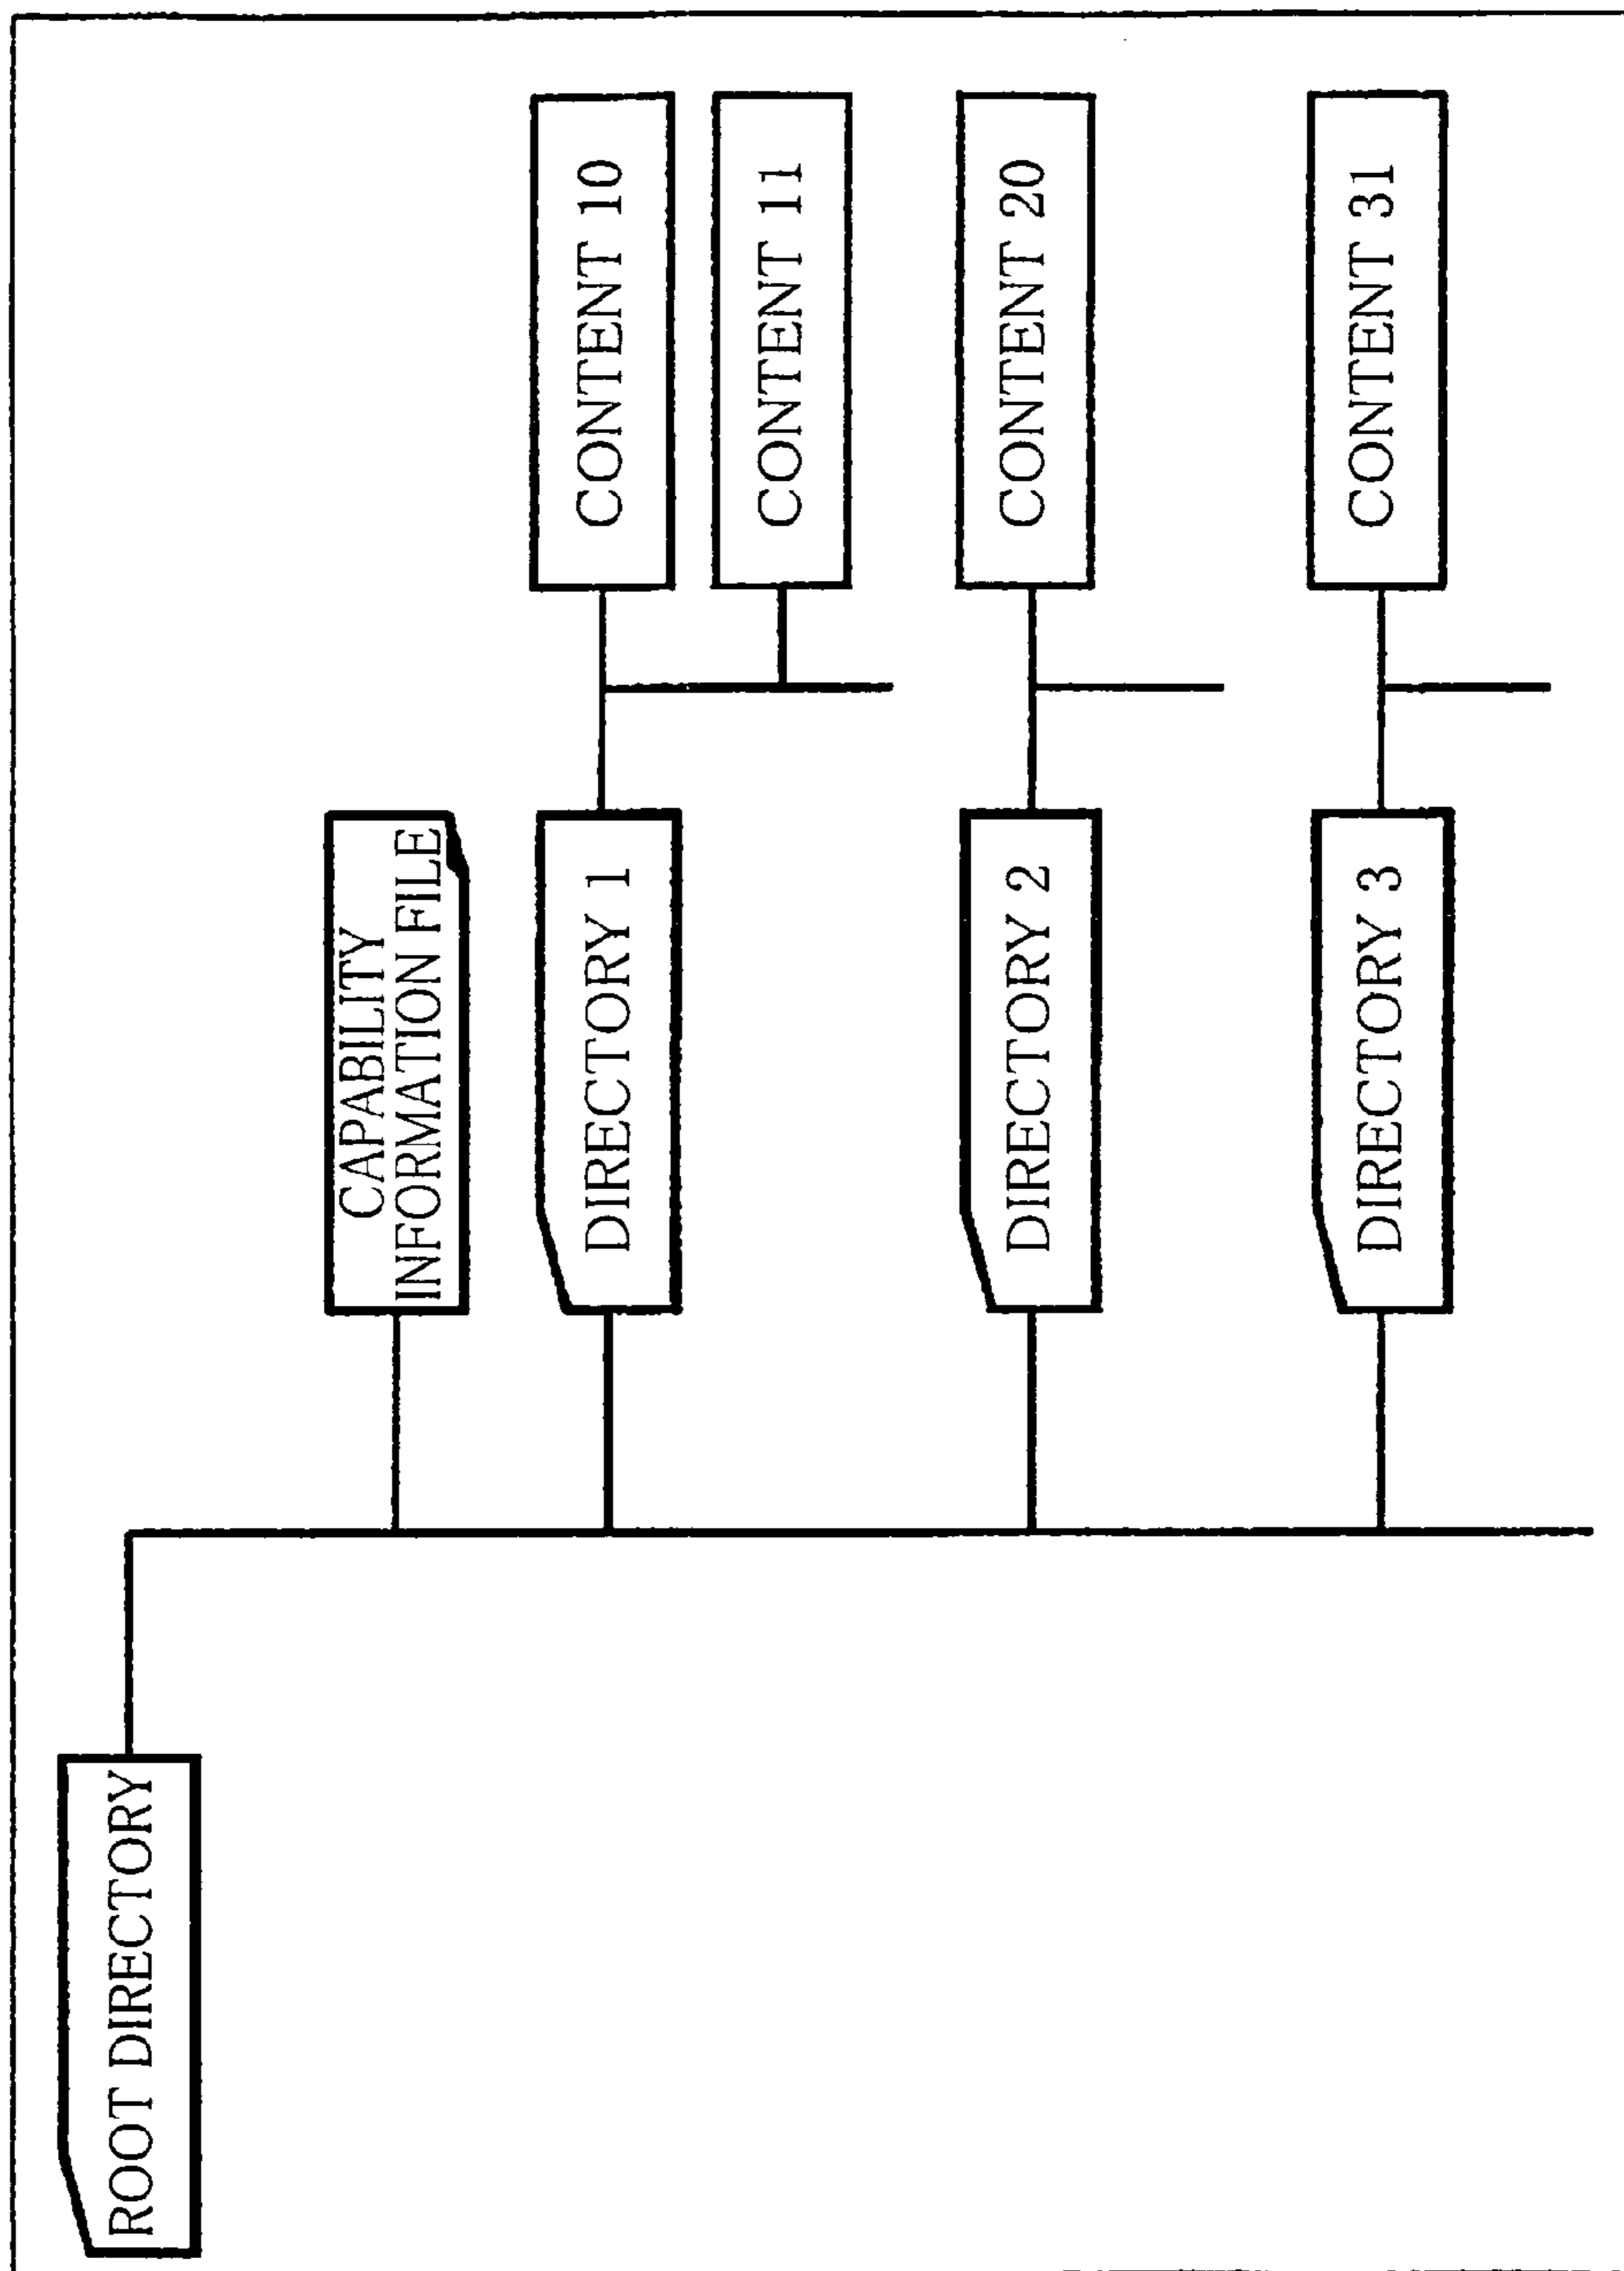 ROOT DIRECTORY
CAPABILITY
INFORMATION FILE
DIRECTORY 1
CONTENT 10
CONTENT 11
DIRECTORY 2
CONTENT 20
DIRECTORY 3
CONTENT 31